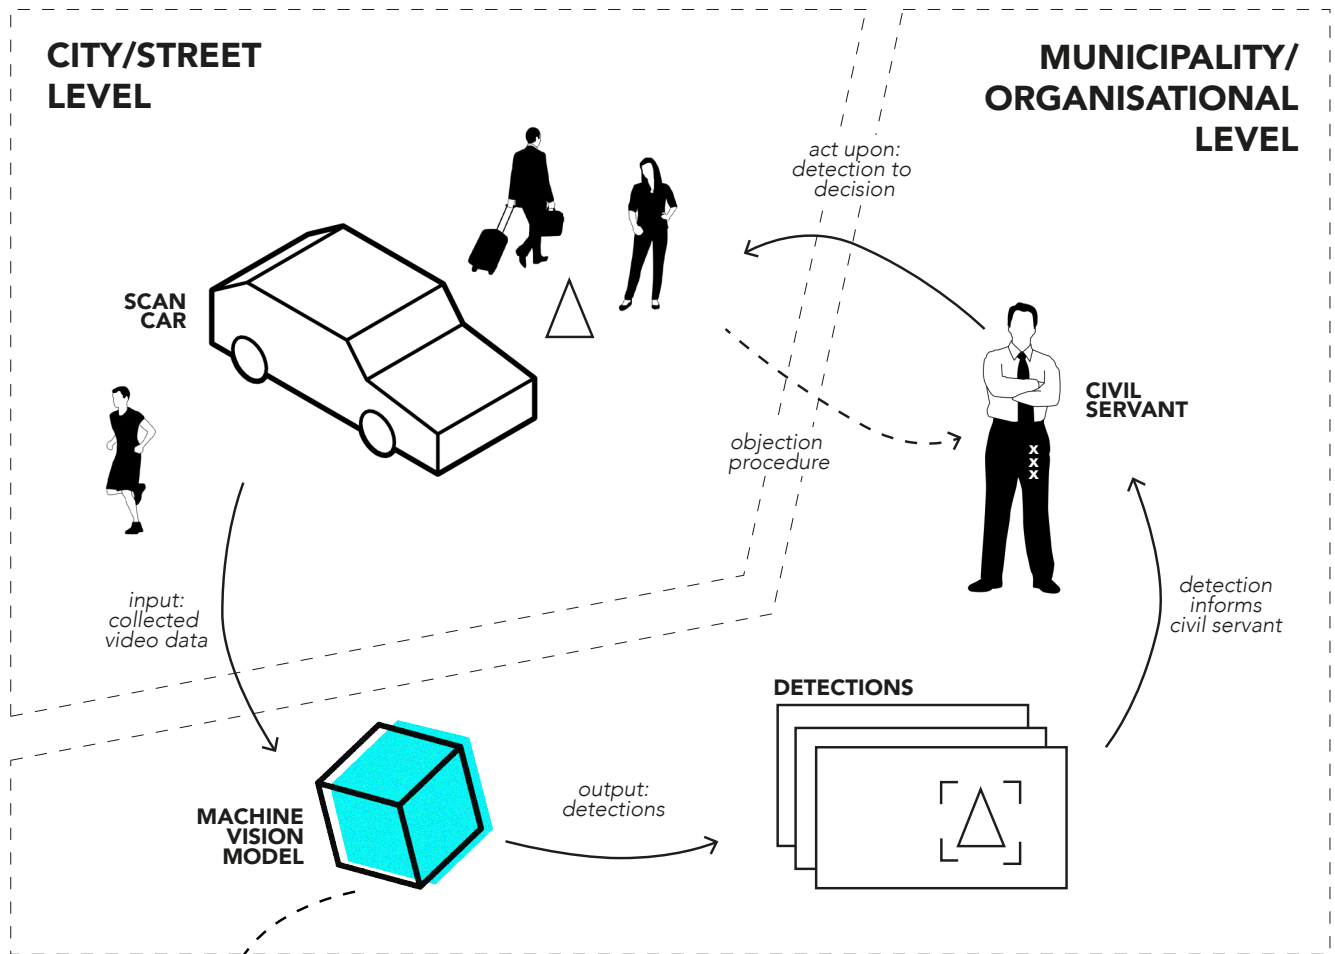 CITY/STREET
LEVEL
MUNICIPALITY/
ORGANISATIONAL
LEVEL
act upon:
detection to
decision
SCAN
CAR
CIVIL
SERVANT
objection
procedure
x
x
x
input:
collected
video data
detection
informs
civil servant
DETECTIONS
output:
detections
MACHINE
VISION
MODEL